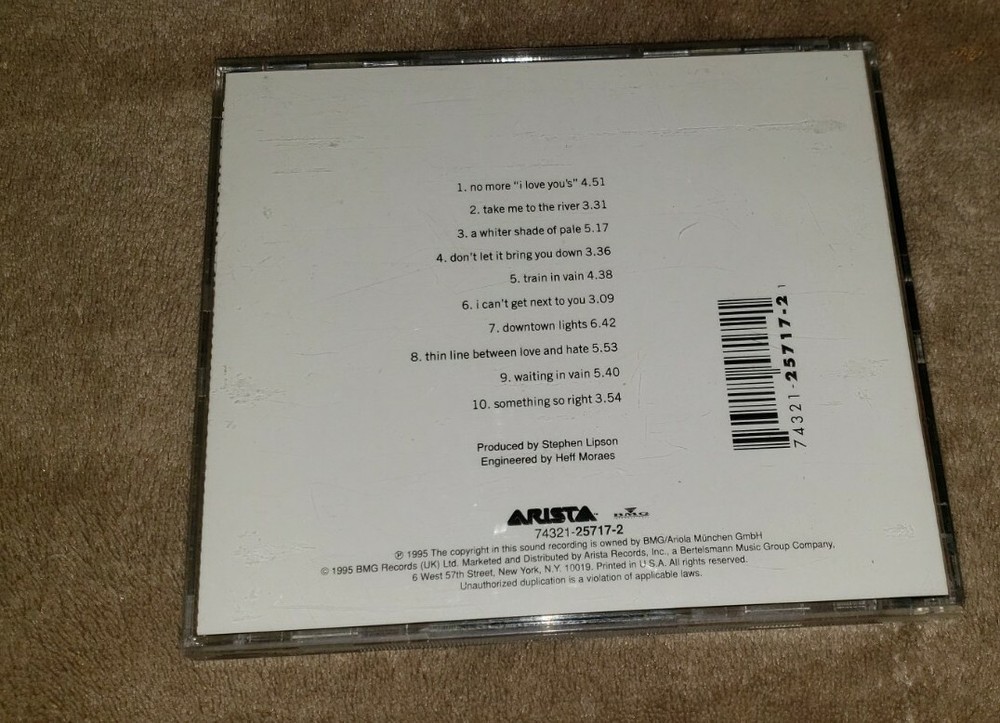 1. no more "i love you's" 4.51
2. take me to the river 3.31
3. a whiter shade of pale 5.17
4. don't let it bring you down 3.36
5. train in vain 4.38
6. i can't get next to you 3.09
7. downtown lights 6.42
8. thin line between love and hate 5.53
9. waiting in vain 5.40
10. something so right 3.54
74321-25717-2 1
Produced by Stephen Lipson
Engineered by Heff Moraes
ARISTA™ BMG
74321-25717-2
℗ 1995 The copyright in this sound recording is owned by BMG/Ariola München GmbH
© 1995 BMG Records (UK) Ltd. Marketed and Distributed by Arista Records, Inc., a Bertelsmann Music Group Company,
6 West 57th Street, New York, N.Y. 10019. Printed in U.S.A. All rights reserved.
Unauthorized duplication is a violation of applicable laws.